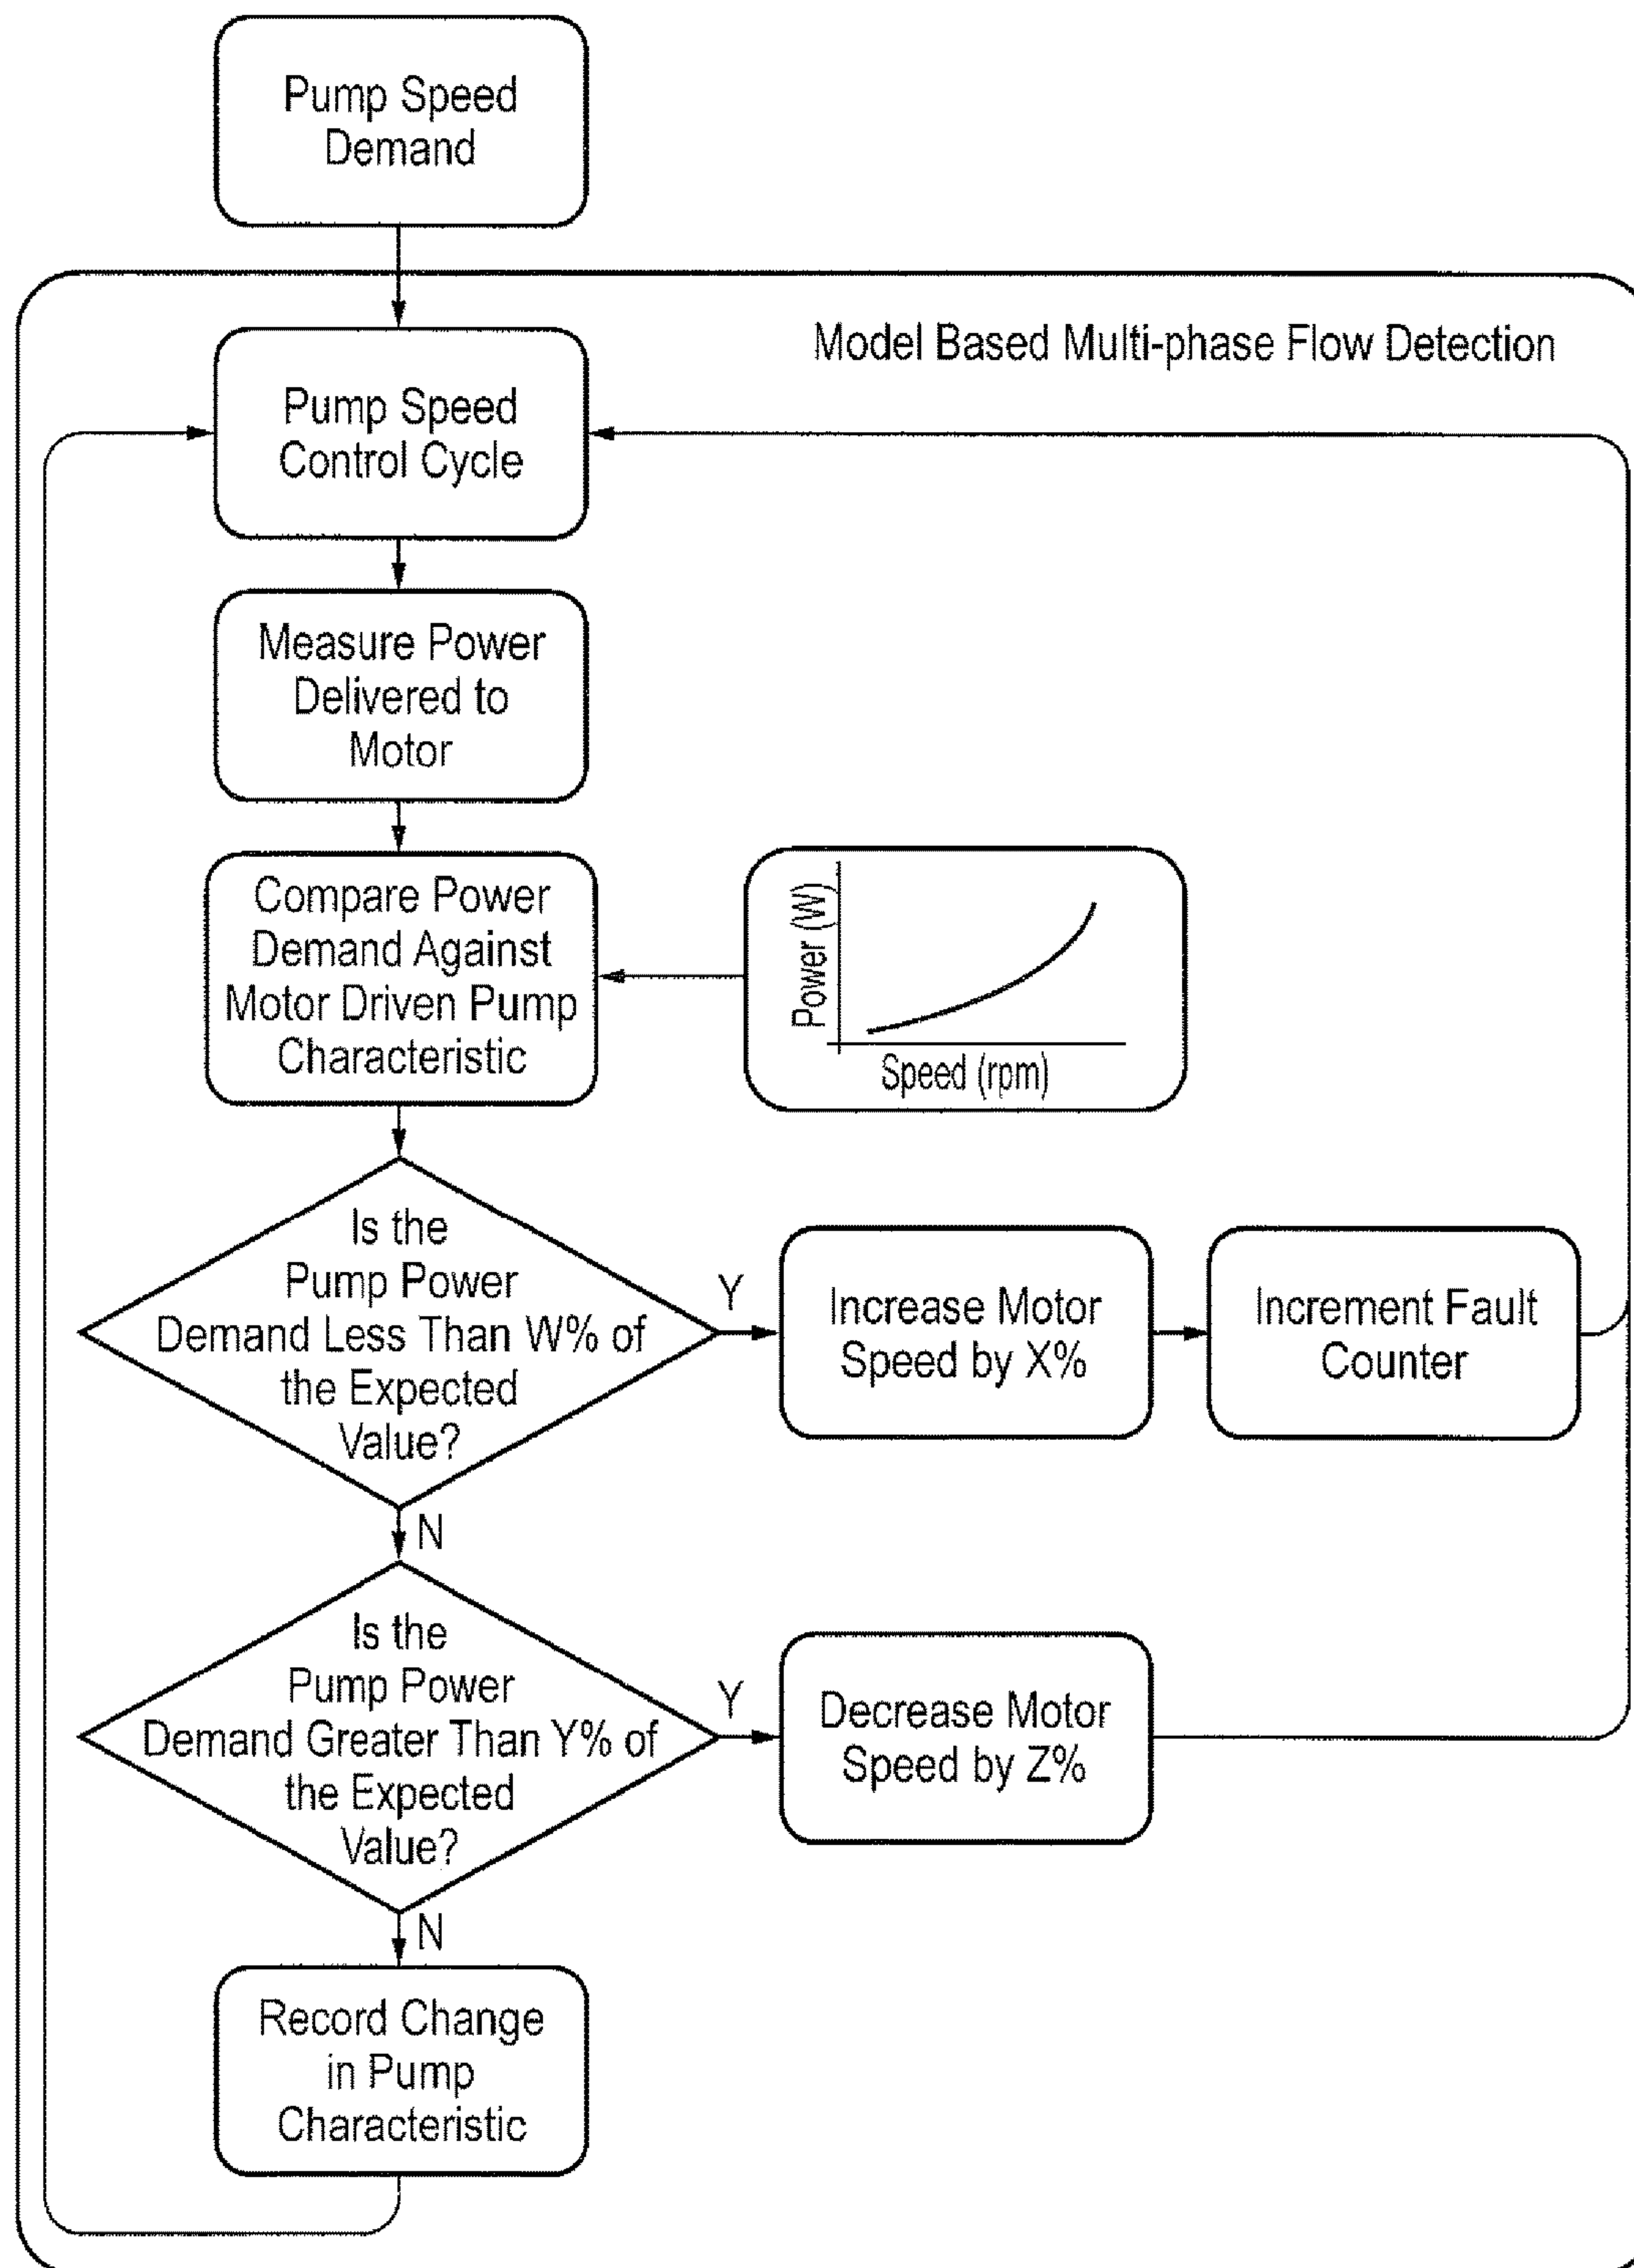 Pump Speed
Demand
Model Based Multi-phase Flow Detection
Pump Speed
Control Cycle
Measure Power
Delivered to
Motor
Compare Power
Demand Against
Motor Driven Pump
Characteristic
Power (W)
Speed (rpm)
Is the
Pump Power
Demand Less Than W% of
the Expected
Value?
Y
Increase Motor
Speed by X%
Increment Fault
Counter
N
Is the
Pump Power
Demand Greater Than Y% of
the Expected
Value?
Y
Decrease Motor
Speed by Z%
N
Record Change
in Pump
Characteristic